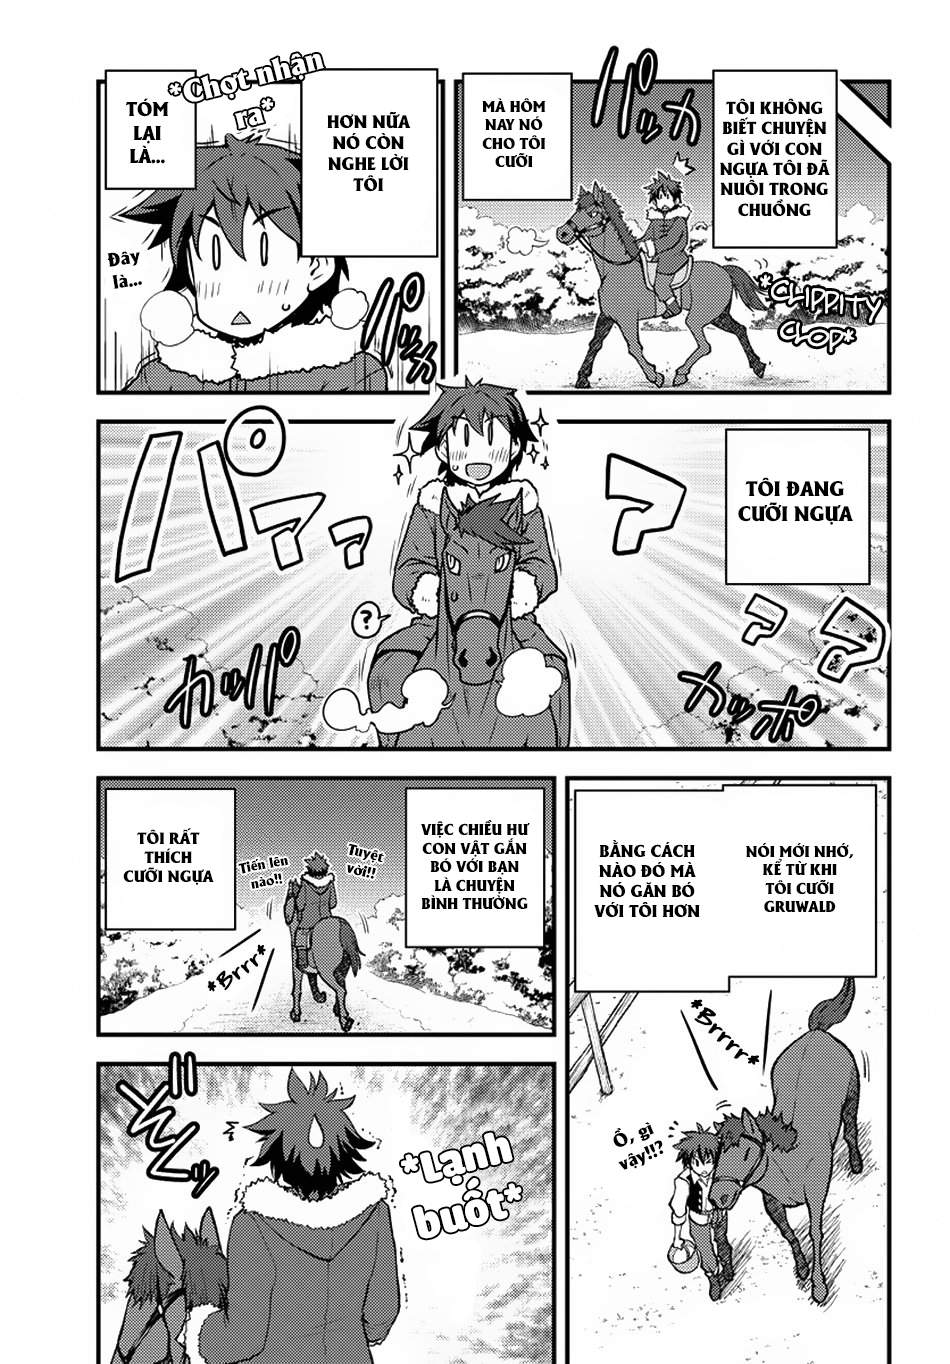 TÔI KHÔNG
BIẾT CHUYỆN
GÌ VỚI CON
NGỰA TÔI ĐÃ
NUÔI TRONG
CHUỒNG
パッカ
MÀ HÔM
NAY NÓ
CHO TÔI
CƯỠI
*CLIPPITY
CLOP*
HƠN NỮA
NÓ CÒN
NGHE LỜI
TÔI
*Chợt nhận
ra*
TÓM
LẠI
LÀ...
Đây
là...
パッカ
TÔI ĐANG
CƯỠI NGỰA
パアァァ
?
?
?
?
カッパ
カッポ
NÓI MỚI NHỚ,
KỂ TỪ KHI
TÔI CƯỠI
GRUWALD
BẰNG CÁCH
NÀO ĐÓ MÀ
NÓ GẮN BÓ
VỚI TÔI HƠN
*Brrrr*
Ồ, gì
vậy!!?
VIỆC CHIỀU HƯ
CON VẬT GẮN
BÓ VỚI BẠN
LÀ CHUYỆN
BÌNH THƯỜNG
Tuyệt
vời!!
Tiến lên
nào!!
TÔI RẤT
THÍCH
CƯỠI NGỰA
*Brrr*
*Lạnh
buốt*